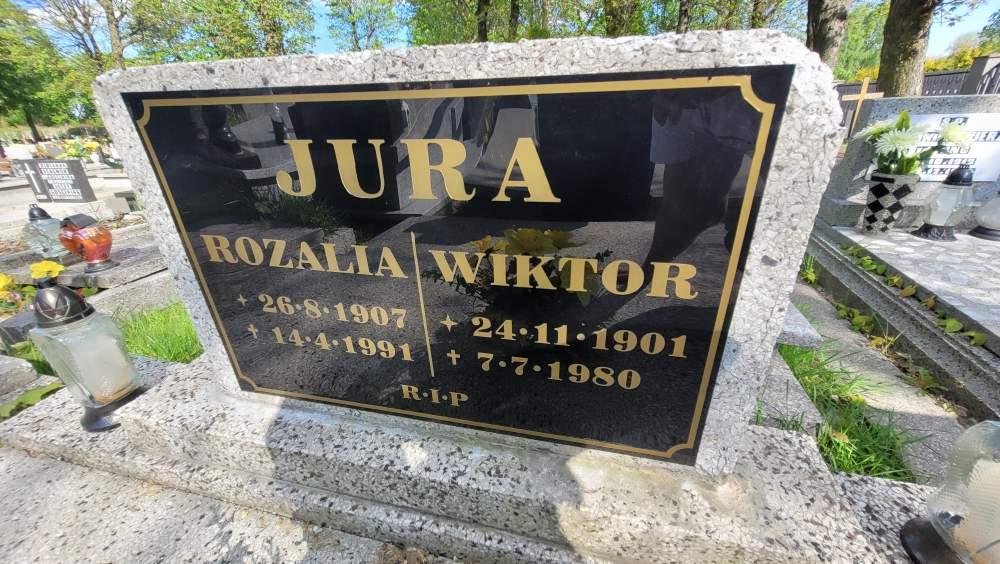 JURA
ROZALIA
26·8·1907
✝ 14·4·1991
WIKTOR
✦ 24·11·1901
✝ 7·7·1980
R·I·P